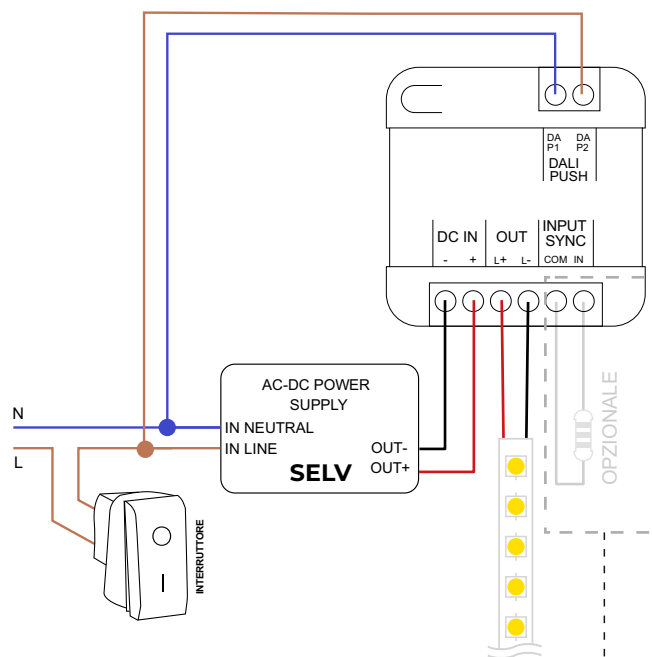 DA DA
P1 P2
DALI
PUSH
DC IN OUT INPUT
SYNC
- + L+ L- COM IN
AC-DC POWER
SUPPLY
N
IN NEUTRAL
L
IN LINE
OUT-
SELV
OUT+
OPZIONALE
INTERRUTTORE